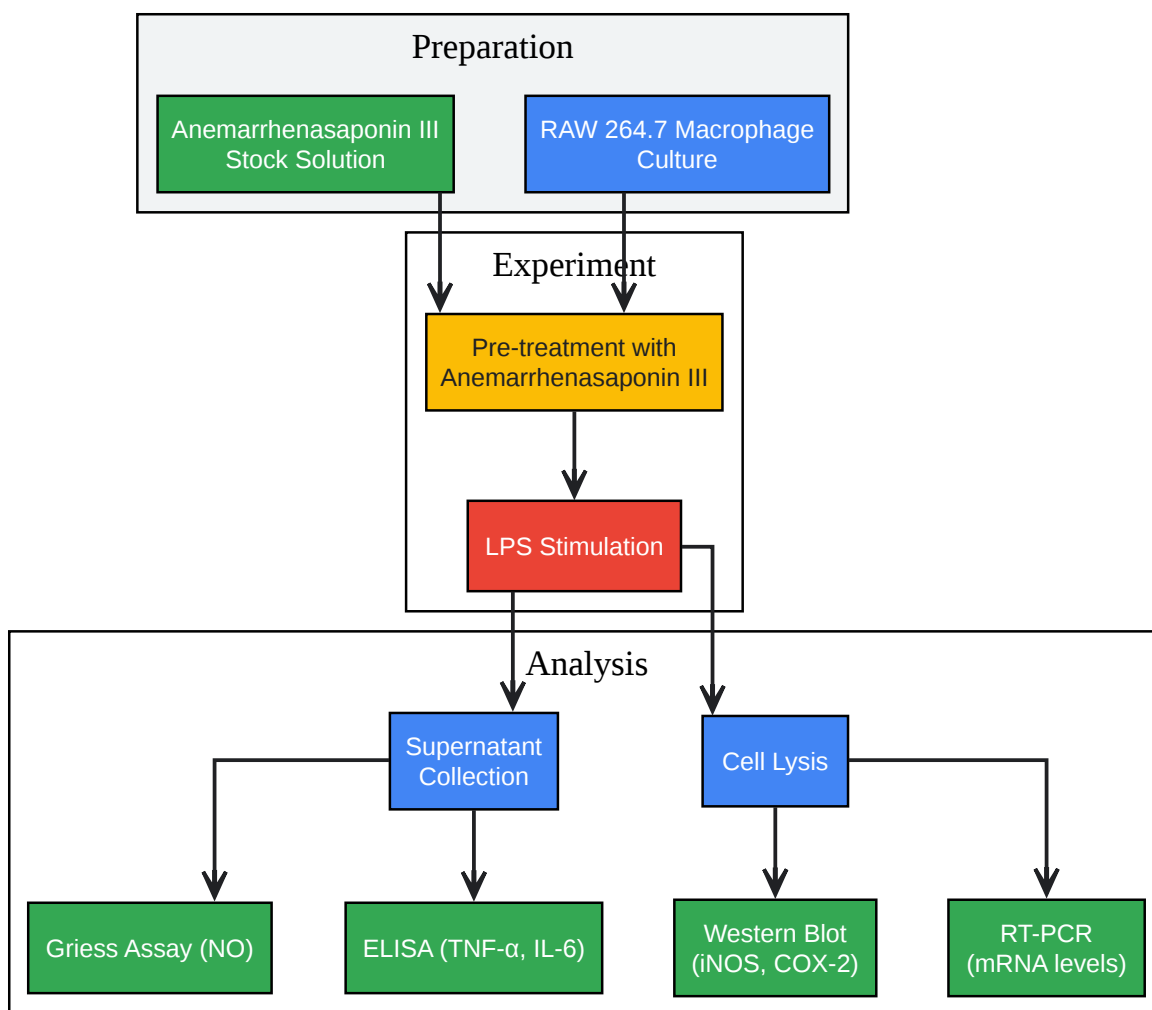 Preparation
Anemarrhenasaponin III
Stock Solution
RAW 264.7 Macrophage
Culture
Experiment
Pre-treatment with
Anemarrhenasaponin III
LPS Stimulation
Analysis
Supernatant
Collection
Cell Lysis
Griess Assay (NO)
ELISA (TNF-α, IL-6)
Western Blot
(iNOS, COX-2)
RT-PCR
(mRNA levels)